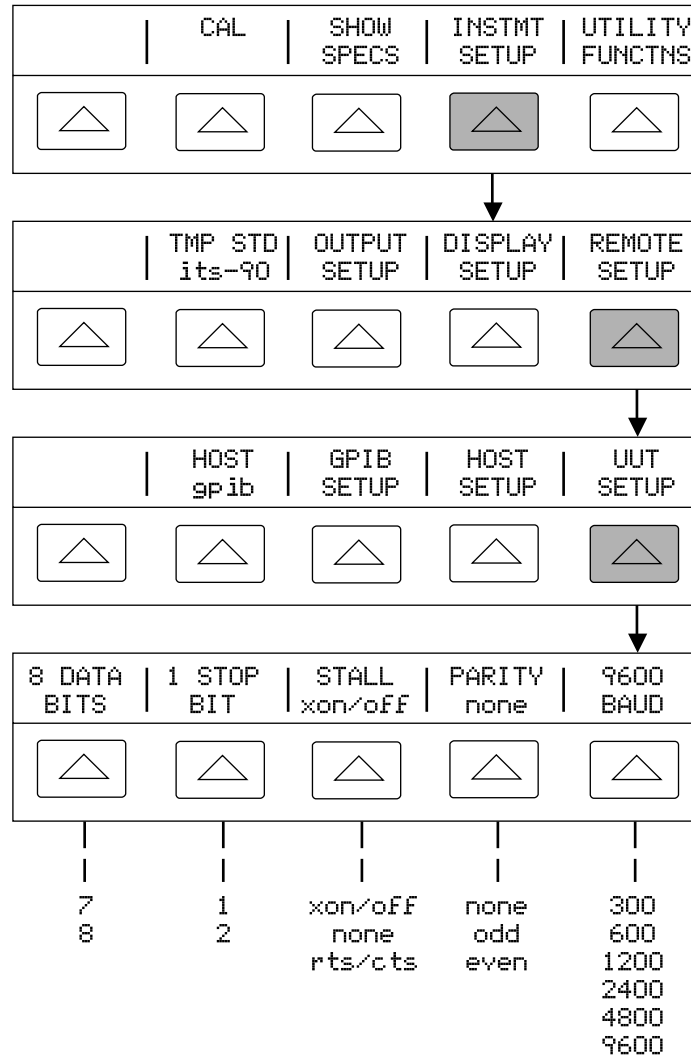 CAL | SHOW | INSTMT | UTILITY
SPECS | SETUP | FUNCTNS
TMP STD | OUTPUT | DISPLAY | REMOTE
its-90 | SETUP | SETUP | SETUP
HOST | GPIB | HOST | UUT
gpib | SETUP | SETUP | SETUP
8 DATA | 1 STOP | STALL | PARITY | 9600
BITS | BIT | xon/off | none | BAUD
7 1 xon/off none 300
8 2 none odd 600
rts/cts even 1200
2400
4800
9600